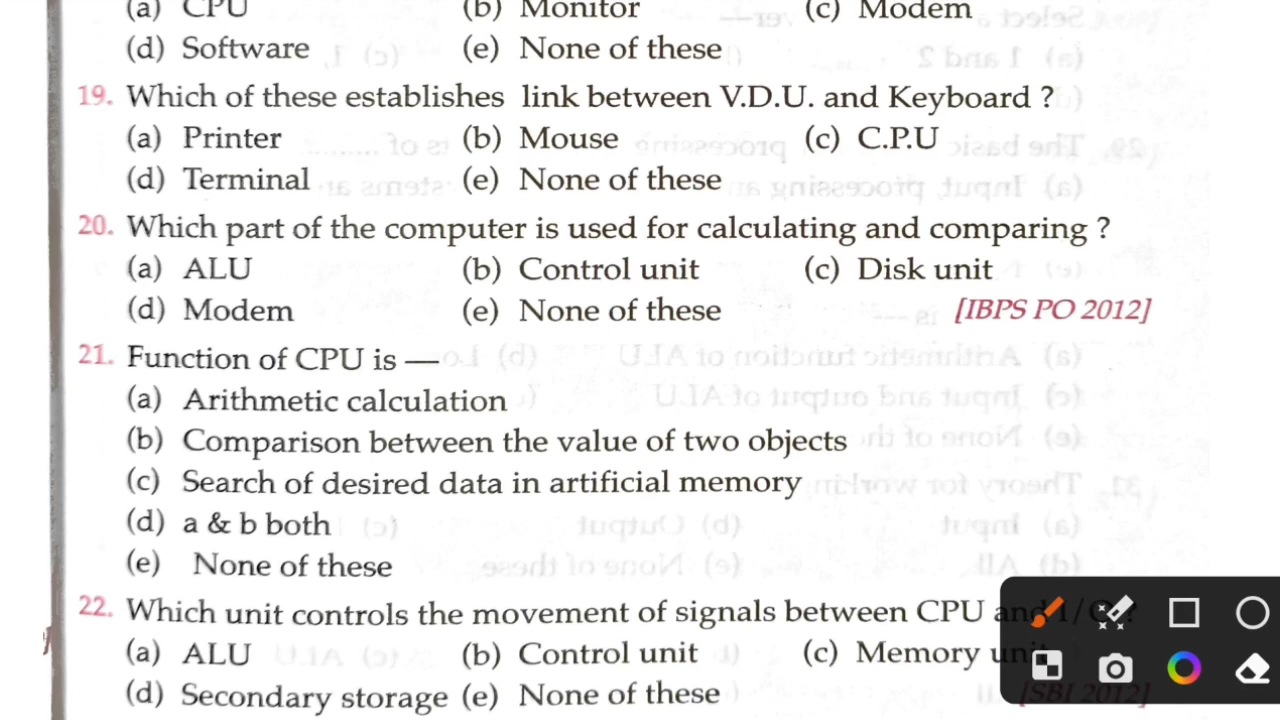 (a) CPU (b) Monitor (c) Modem
(d) Software (e) None of these
19. Which of these establishes link between V.D.U. and Keyboard ?
(a) Printer (b) Mouse (c) C.P.U
(d) Terminal (e) None of these
20. Which part of the computer is used for calculating and comparing ?
(a) ALU (b) Control unit (c) Disk unit
(d) Modem (e) None of these [IBPS PO 2012]
21. Function of CPU is —
(a) Arithmetic calculation
(b) Comparison between the value of two objects
(c) Search of desired data in artificial memory
(d) a & b both
(e) None of these
22. Which unit controls the movement of signals between CPU and I/O ?
(a) ALU (b) Control unit (c) Memory unit
(d) Secondary storage (e) None of these [SBI 2012]